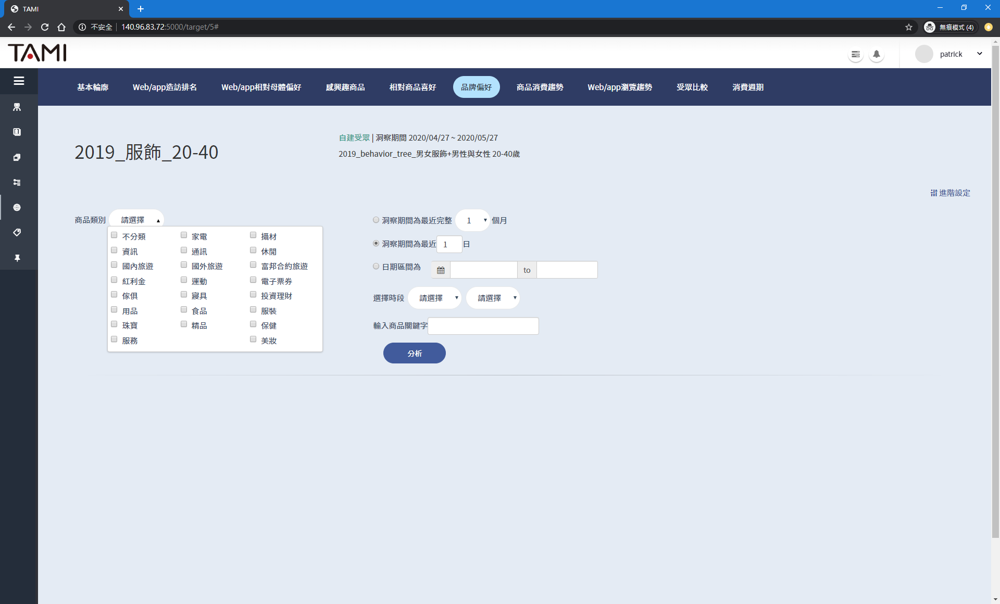 TAMI
不安全 140.96.83.72:5000/target/5#
無痕模式 (4)
TAMI
patrick
基本輪廓 Web/app造訪排名 Web/app相對母體偏好 感興趣商品 相對商品喜好 品牌偏好 商品消費趨勢 Web/app瀏覽趨勢 受眾比較 消費週期
2019_服飾_20-40
自建受眾 | 洞察期間 2020/04/27 ~ 2020/05/27
2019_behavior_tree_男女服飾+男性與女性 20-40歲
進階設定
商品類別 請選擇
不分類 家電 攝材
資訊 通訊 休閒
國內旅遊 國外旅遊 富邦合約旅遊
紅利金 運動 電子票券
傢俱 寢具 投資理財
用品 食品 服裝
珠寶 精品 保健
服務 美妝
洞察期間為最近完整 1 個月
洞察期間為最近 1 日
日期區間為 to
選擇時段 請選擇 請選擇
輸入商品關鍵字
分析